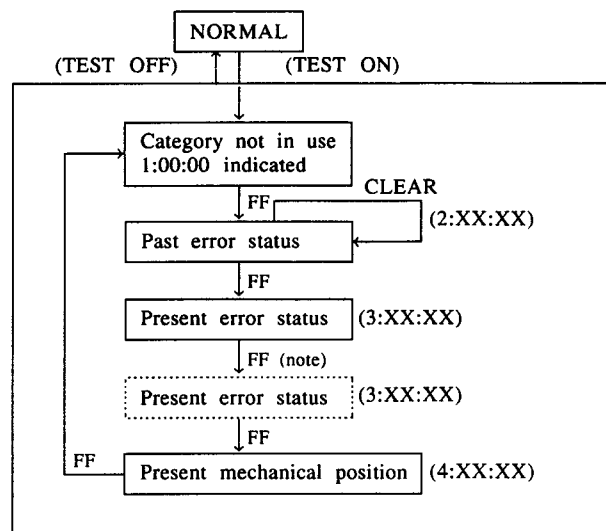 NORMAL
(TEST OFF) (TEST ON)
Category not in use
1:00:00 indicated
FF CLEAR
Past error status (2:XX:XX)
FF
Present error status (3:XX:XX)
FF (note)
Present error status (3:XX:XX)
FF
FF Present mechanical position (4:XX:XX)